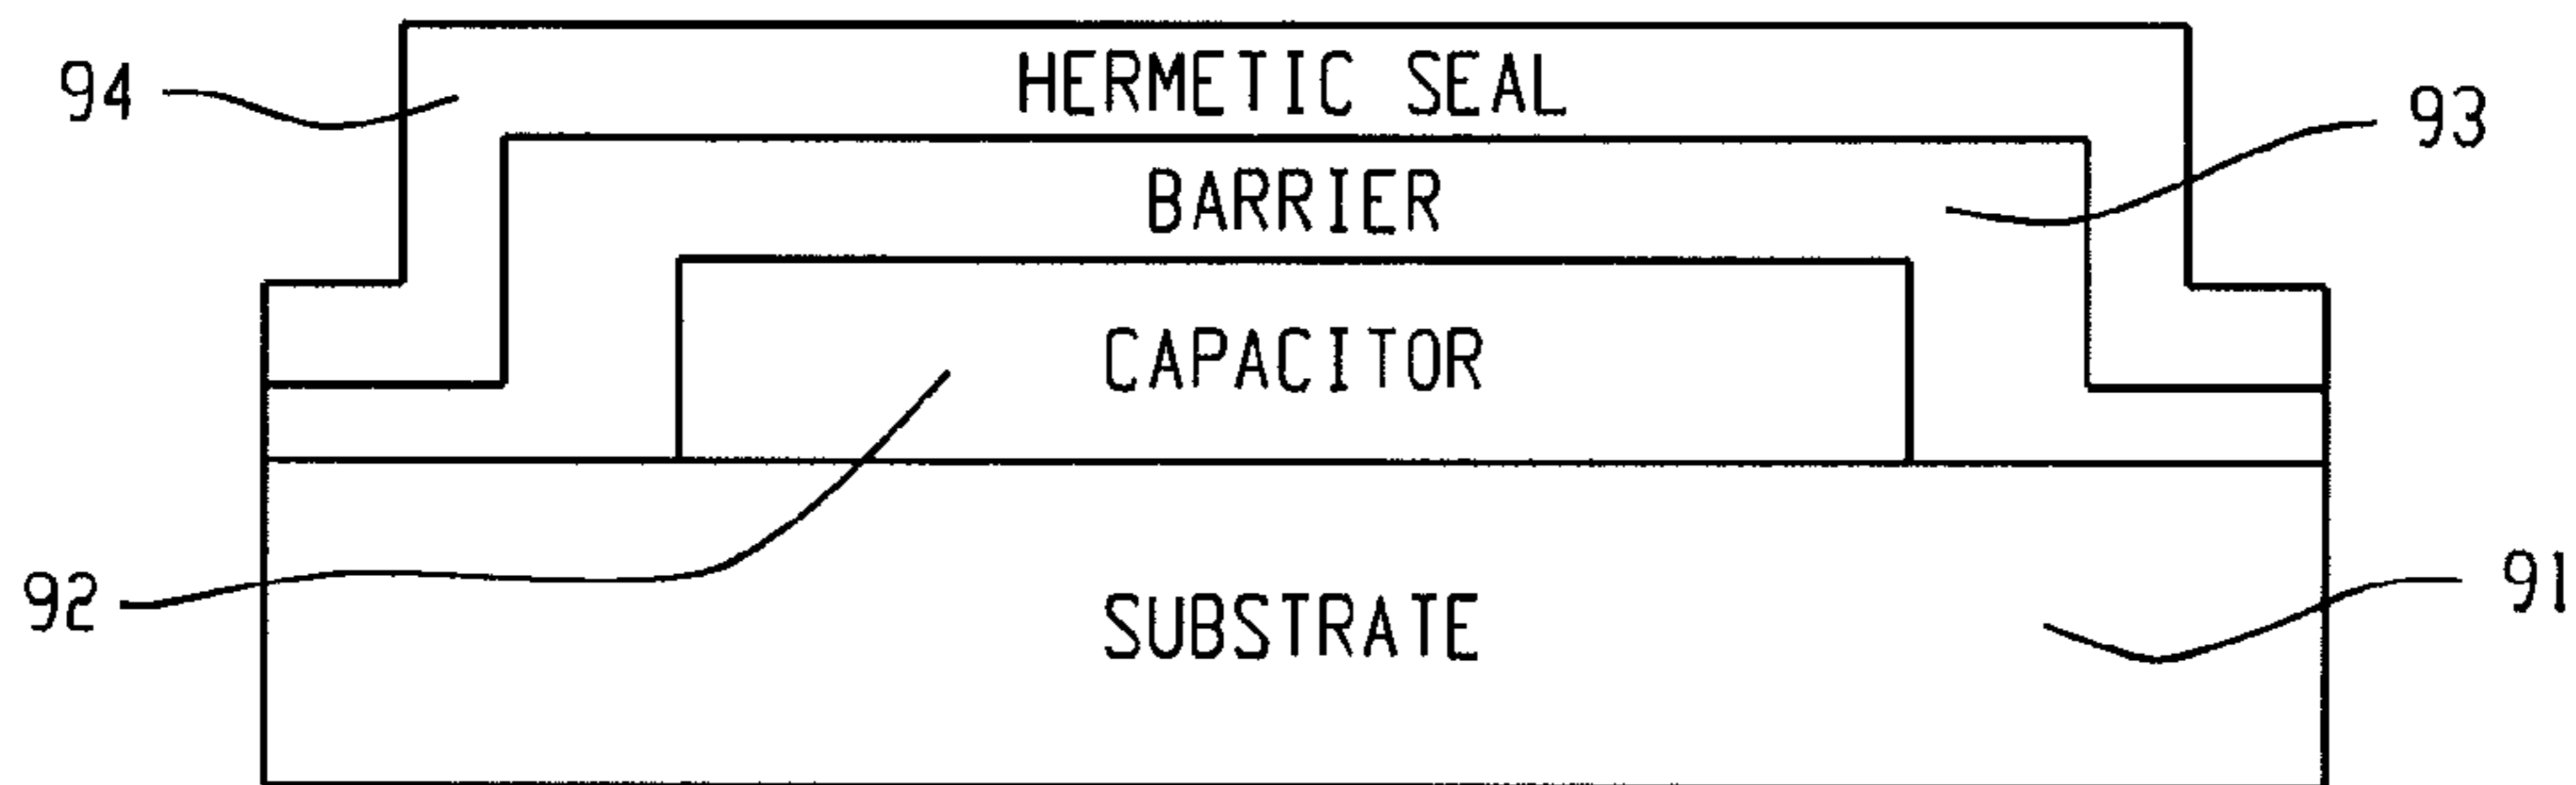 94
HERMETIC SEAL
93
BARRIER
CAPACITOR
92
SUBSTRATE
91